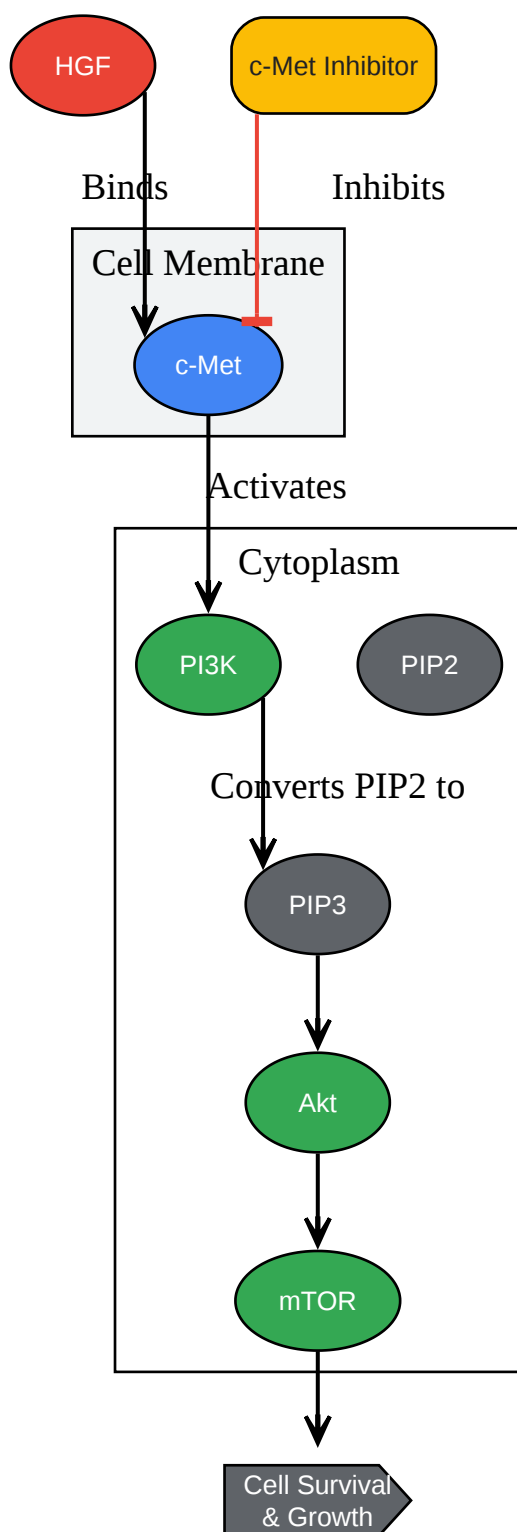 HGF
c-Met Inhibitor
Binds
Inhibits
Cell Membrane
c-Met
Activates
Cytoplasm
PI3K
PIP2
Converts PIP2 to
PIP3
Akt
mTOR
Cell Survival
& Growth